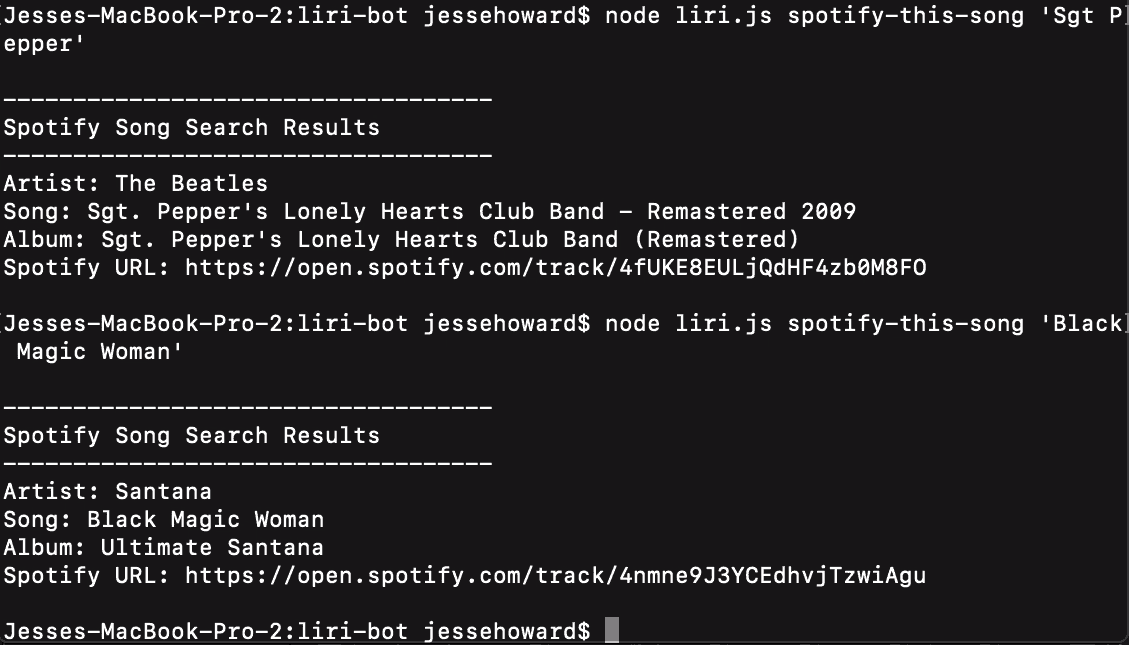 [Jesses-MacBook-Pro-2:liri-bot jessehoward$ node liri.js spotify-this-song 'Sgt P]
epper'
-----------------------------------
Spotify Song Search Results
-----------------------------------
Artist: The Beatles
Song: Sgt. Pepper's Lonely Hearts Club Band - Remastered 2009
Album: Sgt. Pepper's Lonely Hearts Club Band (Remastered)
Spotify URL: https://open.spotify.com/track/4fUKE8EULjQdHF4zb0M8FO
[Jesses-MacBook-Pro-2:liri-bot jessehoward$ node liri.js spotify-this-song 'Black]
 Magic Woman'
-----------------------------------
Spotify Song Search Results
-----------------------------------
Artist: Santana
Song: Black Magic Woman
Album: Ultimate Santana
Spotify URL: https://open.spotify.com/track/4nmne9J3YCEdhvjTzwiAgu
Jesses-MacBook-Pro-2:liri-bot jessehoward$